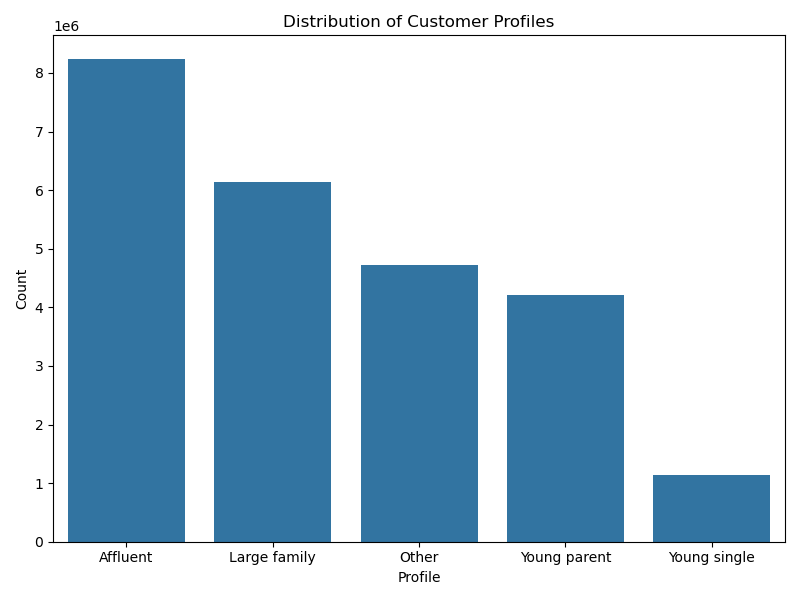 Distribution of Customer Profiles
1e6
8
7
6
5
4
3
2
1
0
Count
Affluent Large family Other Young parent Young single
Profile